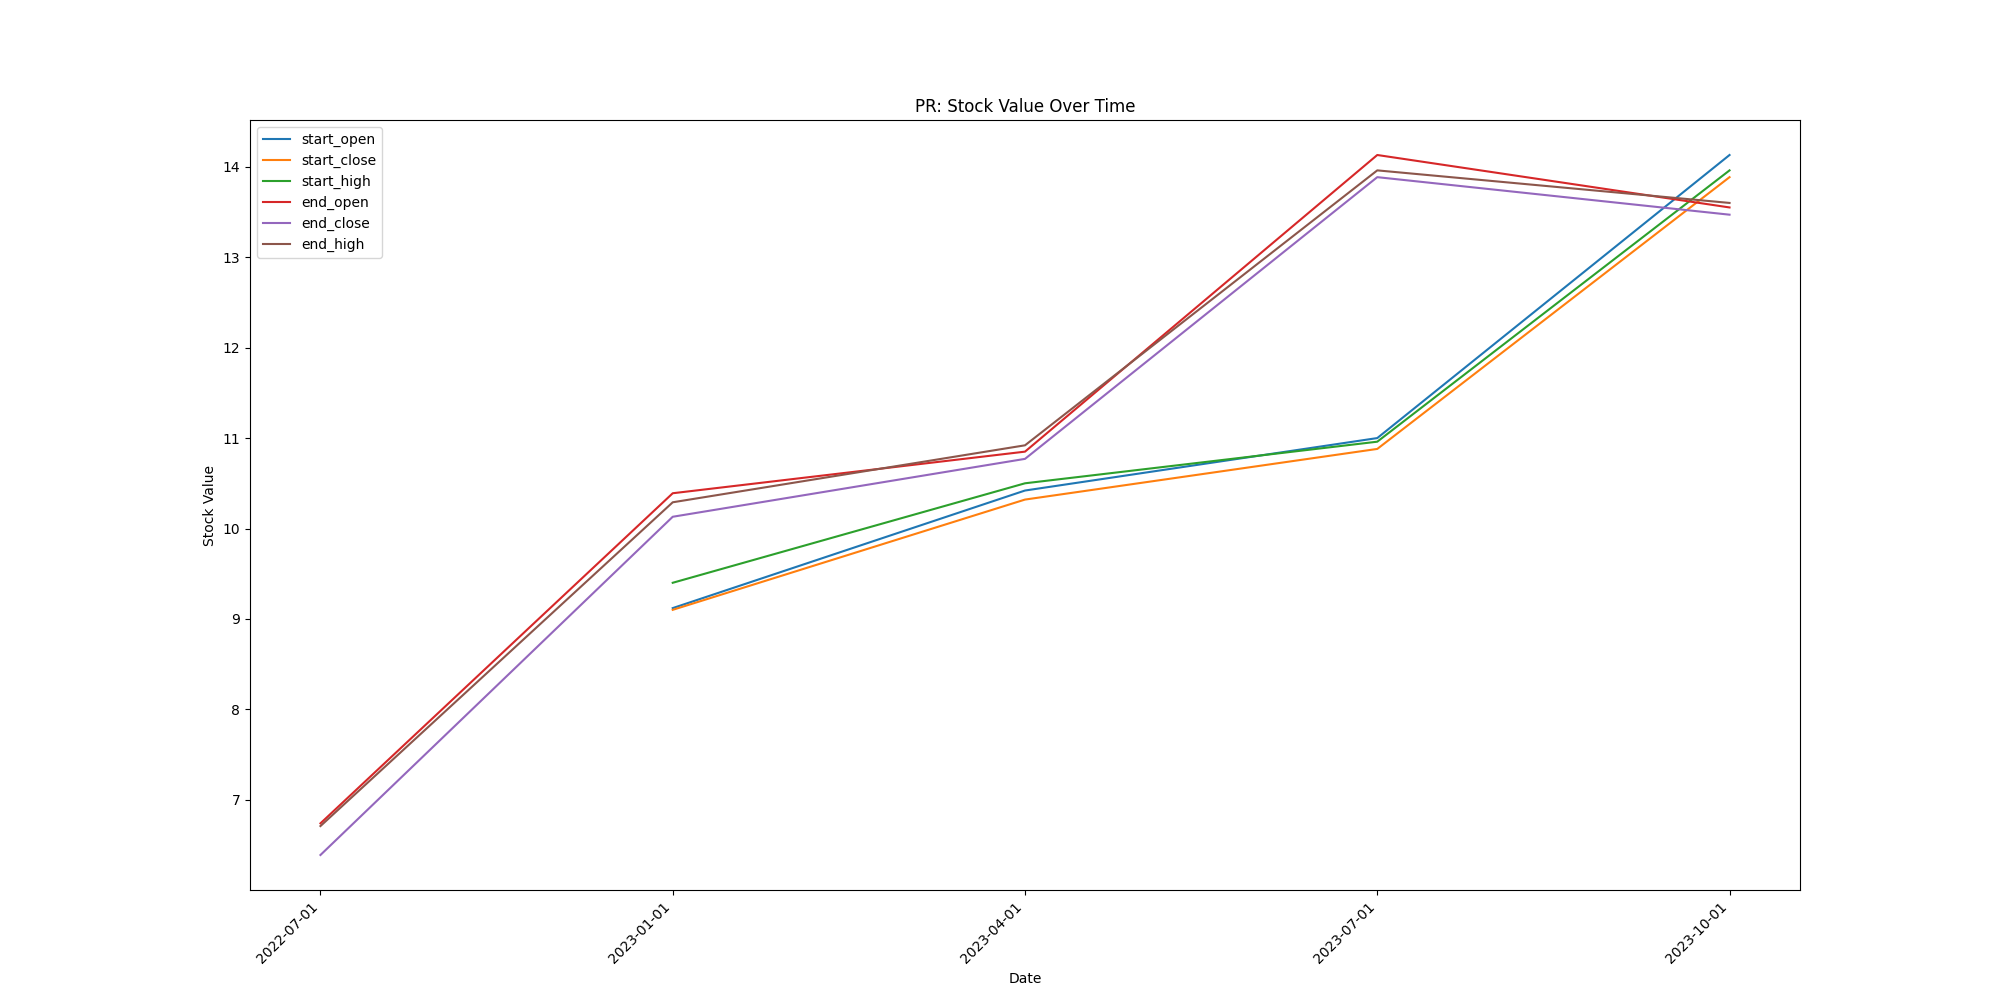 PR: Stock Value Over Time
start_open
start_close
start_high
end_open
end_close
end_high
14
13
12
11
10
9
8
7
Stock Value
2022-07-01
2023-01-01
2023-04-01
2023-07-01
2023-10-01
Date